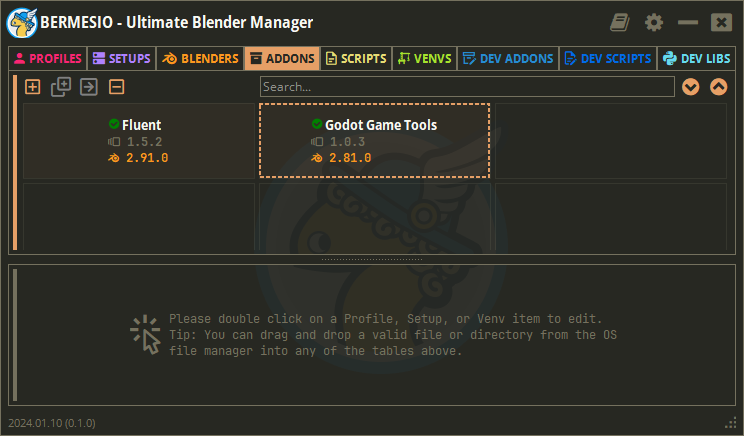 BERMESIO - Ultimate Blender Manager
PROFILES SETUPS BLENDERS ADDONS SCRIPTS VENVS DEV ADDONS DEV SCRIPTS DEV LIBS
Search...
Fluent
1.5.2
2.91.0
Godot Game Tools
1.0.3
2.81.0
Please double click on a Profile, Setup, or Venv item to edit.
Tip: You can drag and drop a valid file or directory from the OS
file manager into any of the tables above.
2024.01.10 (0.1.0)